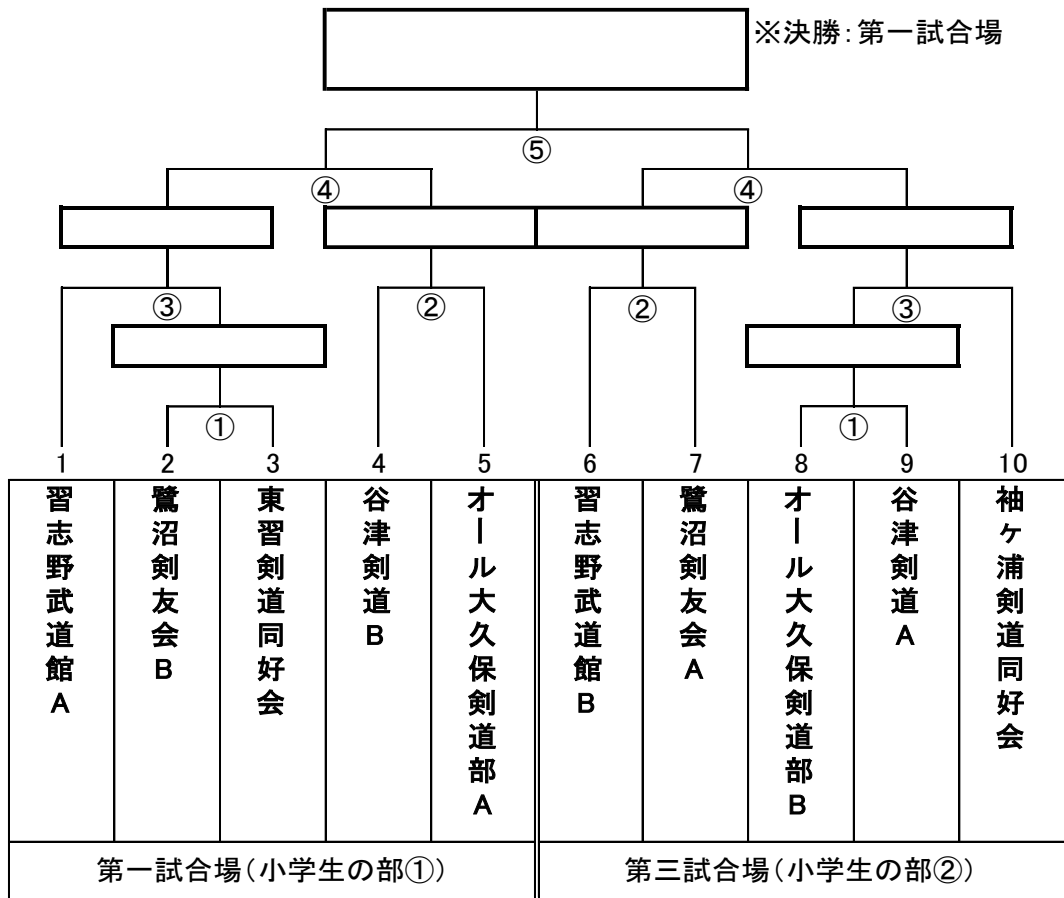 ※決勝：第一試合場
⑤
④
④
③
②
②
③
①
①
1
2
3
4
5
6
7
8
9
10
習志野武道館A
鷺沼剣友会B
東習剣道同好会
谷津剣道B
オール大久保剣道部A
習志野武道館B
鷺沼剣友会A
オール大久保剣道部B
谷津剣道A
袖ヶ浦剣道同好会
第一試合場（小学生の部①）
第三試合場（小学生の部②）